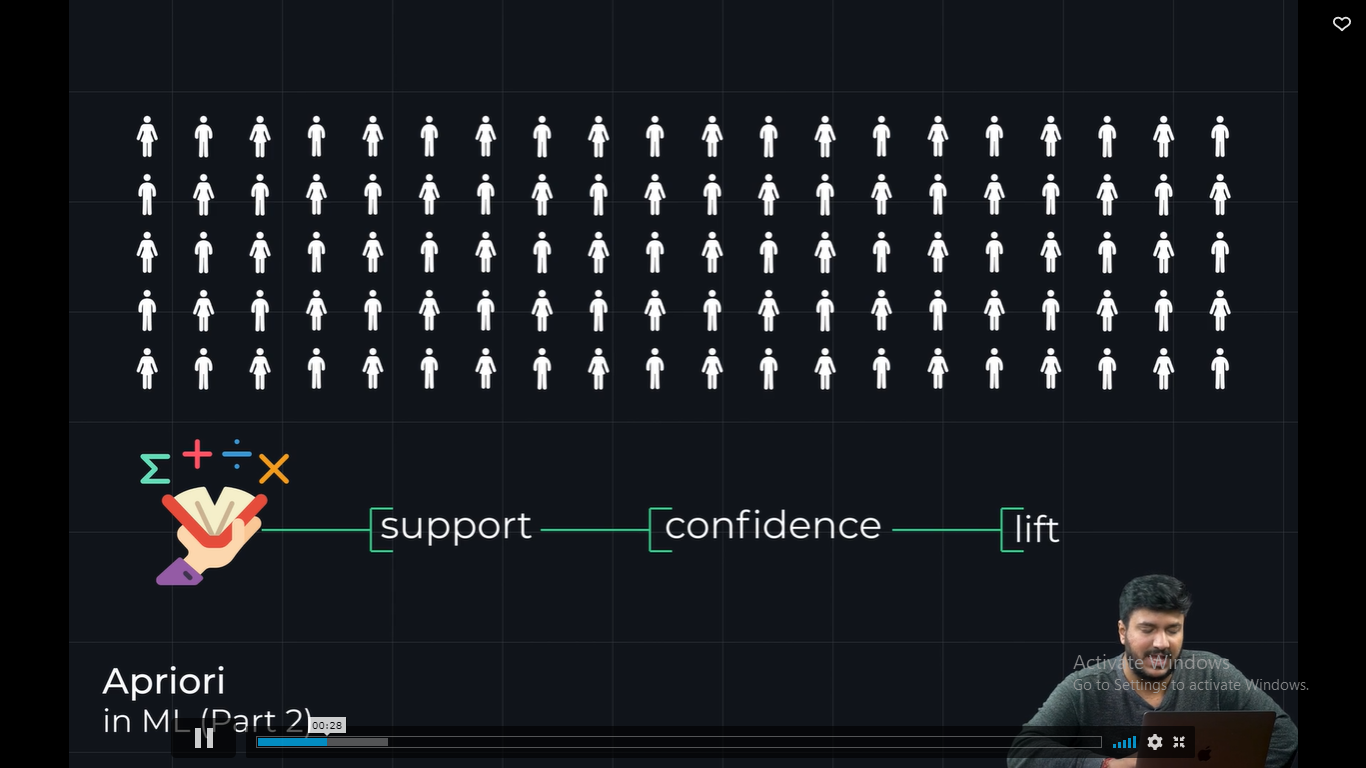 support
confidence
lift
Apriori
in ML (Part 2)
00:28
Activate Windows
Go to Settings to activate Windows.